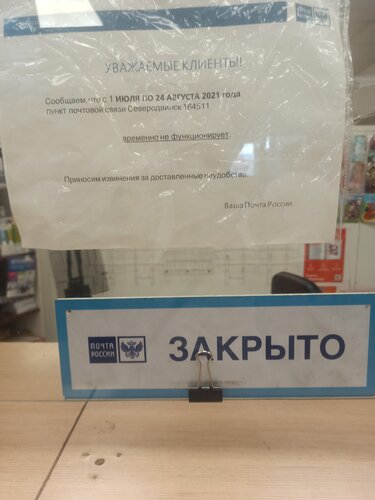 УВАЖАЕМЫЕ КЛИЕНТЫ!
Сообщаем, что с 1 ИЮЛЯ ПО 24 АВГУСТА 2021 года
пункт почтовой связи Северодвинск 164511
временно не функционирует.
Приносим извинения за доставленные неудобства.
Ваша Почта России
ПОЧТА
РОССИИ
ЗАКРЫТО